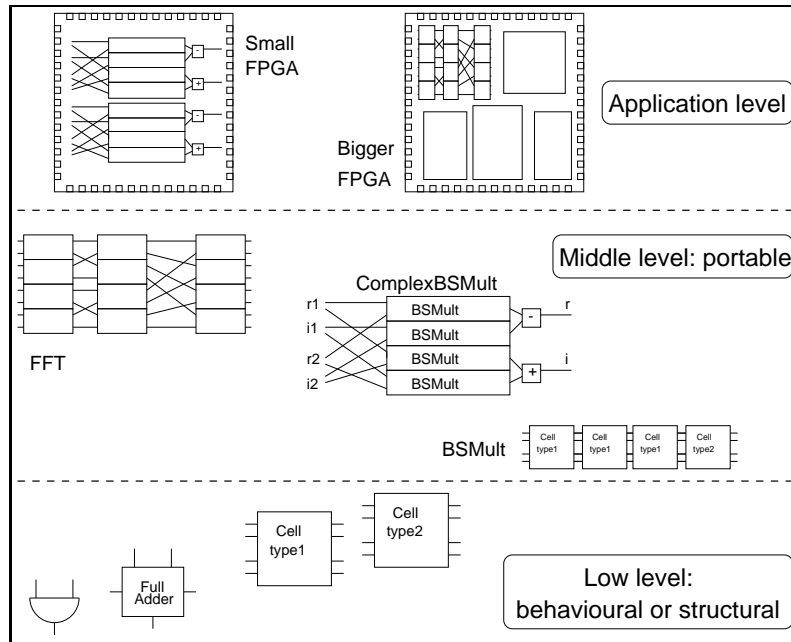 -
+
-
+
Small
FPGA
Bigger
FPGA
Application level
Middle level: portable
FFT
ComplexBSMult
r1
i1
r2
i2
BSMult
BSMult
BSMult
BSMult
-
+
r
i
BSMult
Cell
type1
Cell
type1
Cell
type1
Cell
type2
Full
Adder
Cell
type1
Cell
type2
Low level:
behavioural or structural